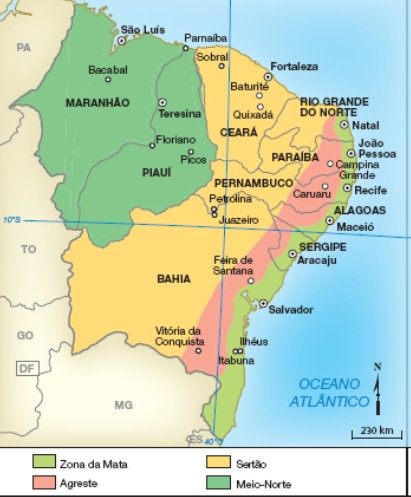 São Luís
Parnaíba
PA
Sobral
Fortaleza
Bacabal
Baturité
MARANHÃO
Teresina
Quixadá
RIO GRANDE
DO NORTE
CEARÁ
Natal
Floriano
João
Pessoa
Picos
PARAÍBA
Campina
Grande
PIAUÍ
PERNAMBUCO
Caruaru
Recife
Petrolina
Juazeiro
ALAGOAS
Maceió
10°S
TO
SERGIPE
Aracaju
Feira de
Santana
BAHIA
Salvador
Vitória da
Conquista
GO
DF
Ilhéus
Itabuna
N
OCEANO
ATLÂNTICO
MG
230 km
ES
40°O
Zona da Mata
Sertão
Agreste
Meio-Norte